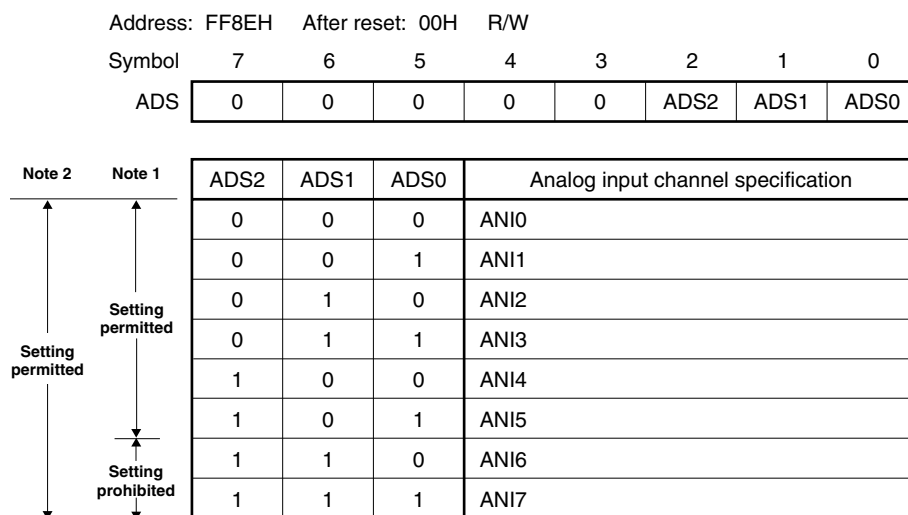 Address: FF8EH After reset: 00H R/W
Symbol 7 6 5 4 3 2 1 0
ADS 0 0 0 0 0 ADS2 ADS1 ADS0
Note 2 Note 1 ADS2 ADS1 ADS0 Analog input channel specification
0 0 0 ANI0
0 0 1 ANI1
0 1 0 ANI2
Setting permitted
0 1 1 ANI3
Setting permitted
1 0 0 ANI4
1 0 1 ANI5
1 1 0 ANI6
Setting prohibited
1 1 1 ANI7